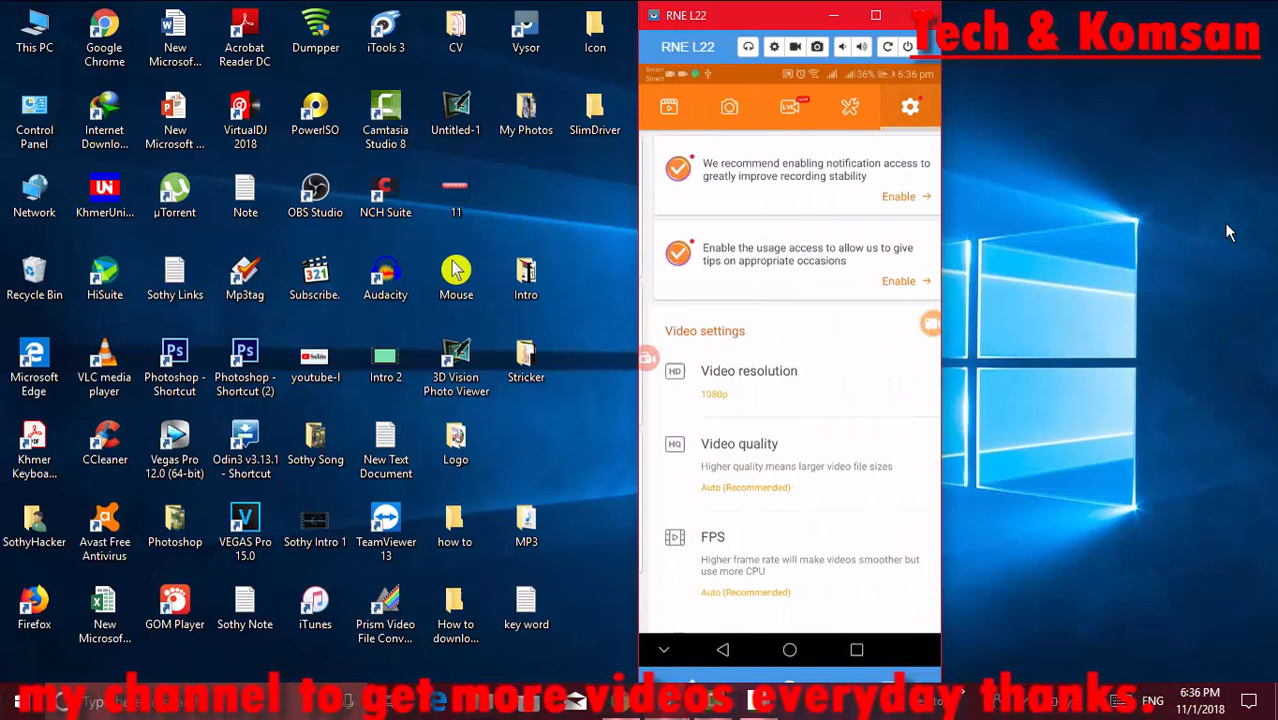 This PC
Google Chrome
New Microsof...
Acrobat Reader DC
Dumpper
iTools 3
CV
Vysor
Icon
Control Panel
Internet Downlo...
New Microsoft ...
VirtualDJ 2018
PowerISO
Camtasia Studio 8
Untitled-1
My Photos
SlimDriver
Network
KhmerUni...
µTorrent
Note
OBS Studio
NCH Suite
11
Recycle Bin
HiSuite
Sothy Links
Mp3tag
Subscribe.
Audacity
Mouse
Intro
Microsoft Edge
VLC media player
Photoshop - Shortcut
Photoshop - Shortcut (2)
youtube-l
Intro 2
3D Vision Photo Viewer
Stricker
Khmer Keyboa...
CCleaner
Vegas Pro 12.0 (64-bit)
Odin3 v3.13.1 - Shortcut
Sothy Song
New Text Document
Logo
SothyHacker
Avast Free Antivirus
Photoshop
VEGAS Pro 15.0
Sothy Intro 1
TeamViewer 13
how to
MP3
Firefox
New Microsoft...
GOM Player
Sothy Note
iTunes
Prism Video File Conv...
How to downlo...
key word
RNE L22
RNE L22
Tech & Komsan
Smart
Smart
36% 6:36 pm
We recommend enabling notification access to
greatly improve recording stability
Enable
Enable the usage access to allow us to give
tips on appropriate occasions
Enable
Video settings
HD
Video resolution
1080p
HQ
Video quality
Higher quality means larger video file sizes
Auto (Recommended)
FPS
Higher frame rate will make videos smoother but
use more CPU
Auto (Recommended)
my channel to get more videos everyday thanks
ENG
6:36 PM
11/1/2018